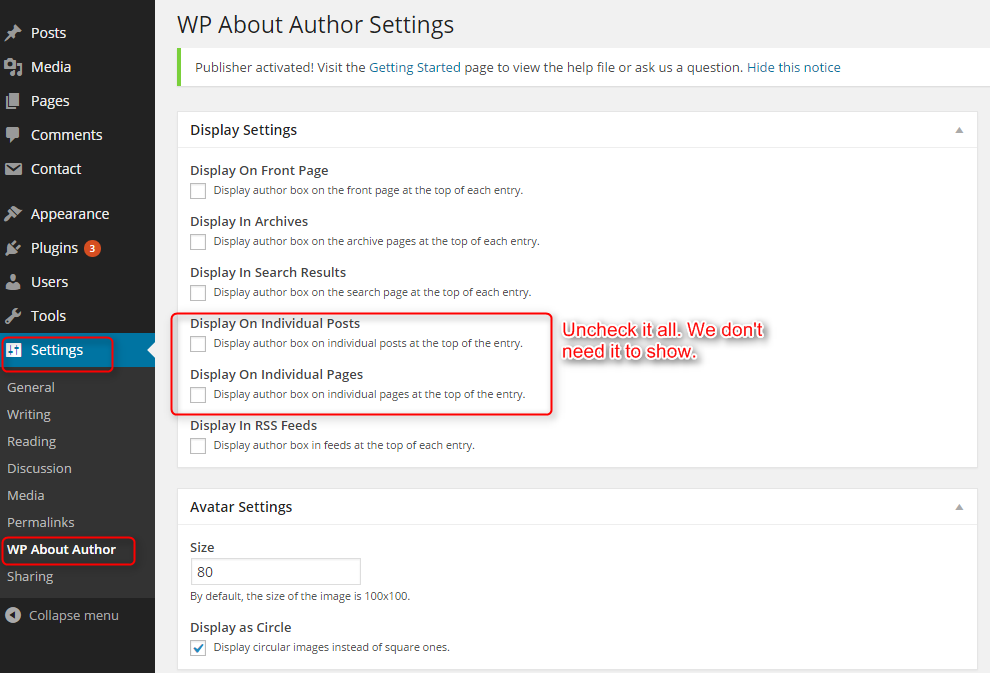 Posts
Media
Pages
Comments
Contact
Appearance
Plugins 3
Users
Tools
Settings
General
Writing
Reading
Discussion
Media
Permalinks
WP About Author
Sharing
Collapse menu
WP About Author Settings
Publisher activated! Visit the Getting Started page to view the help file or ask us a question. Hide this notice
Display Settings
Display On Front Page
Display author box on the front page at the top of each entry.
Display In Archives
Display author box on the archive pages at the top of each entry.
Display In Search Results
Display author box on the search page at the top of each entry.
Display On Individual Posts
Display author box on individual posts at the top of the entry.
Display On Individual Pages
Display author box on individual pages at the top of the entry.
Uncheck it all. We don't
need it to show.
Display In RSS Feeds
Display author box in feeds at the top of each entry.
Avatar Settings
Size
80
By default, the size of the image is 100x100.
Display as Circle
Display circular images instead of square ones.